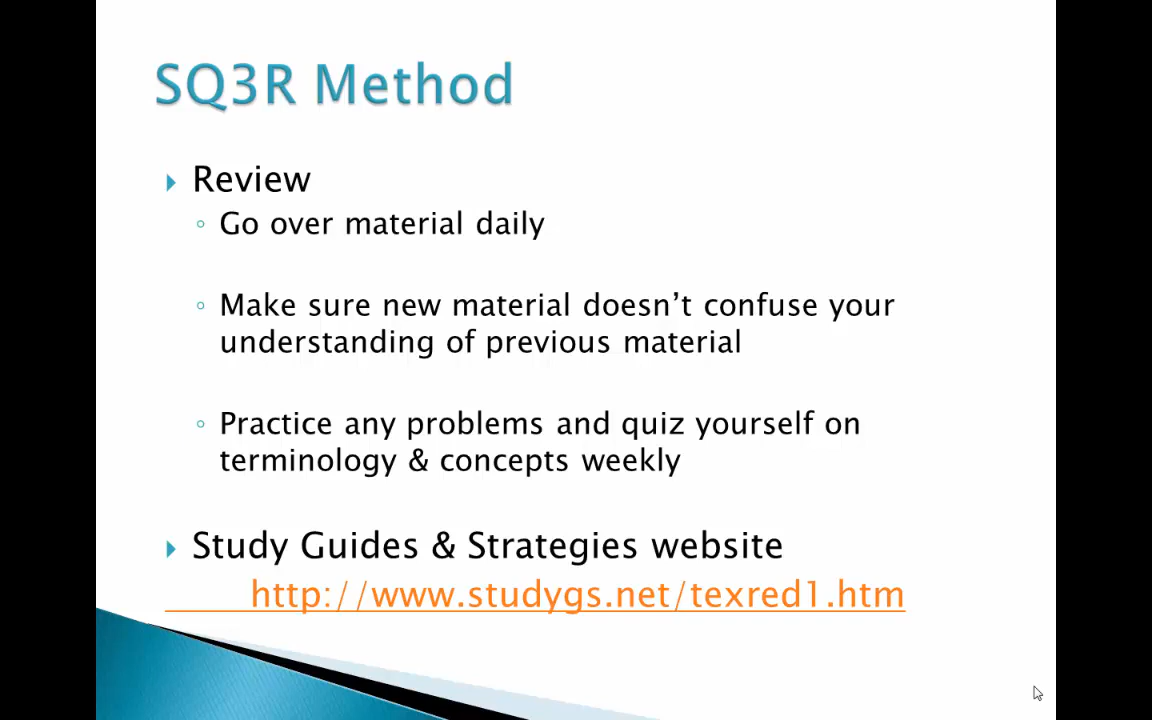 SQ3R Method
Review
Go over material daily
Make sure new material doesn’t confuse your
understanding of previous material
Practice any problems and quiz yourself on
terminology & concepts weekly
Study Guides & Strategies website
http://www.studygs.net/texred1.htm